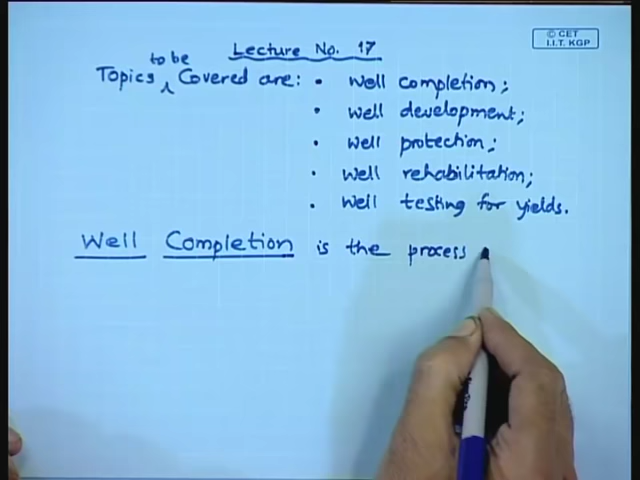 © CET
I.I.T. KGP
Lecture No. 17
to be
Topics ^ Covered are: • Well completion;
• Well development;
• Well protection;
• Well rehabilitation;
• Well testing for yields.
Well Completion is the process